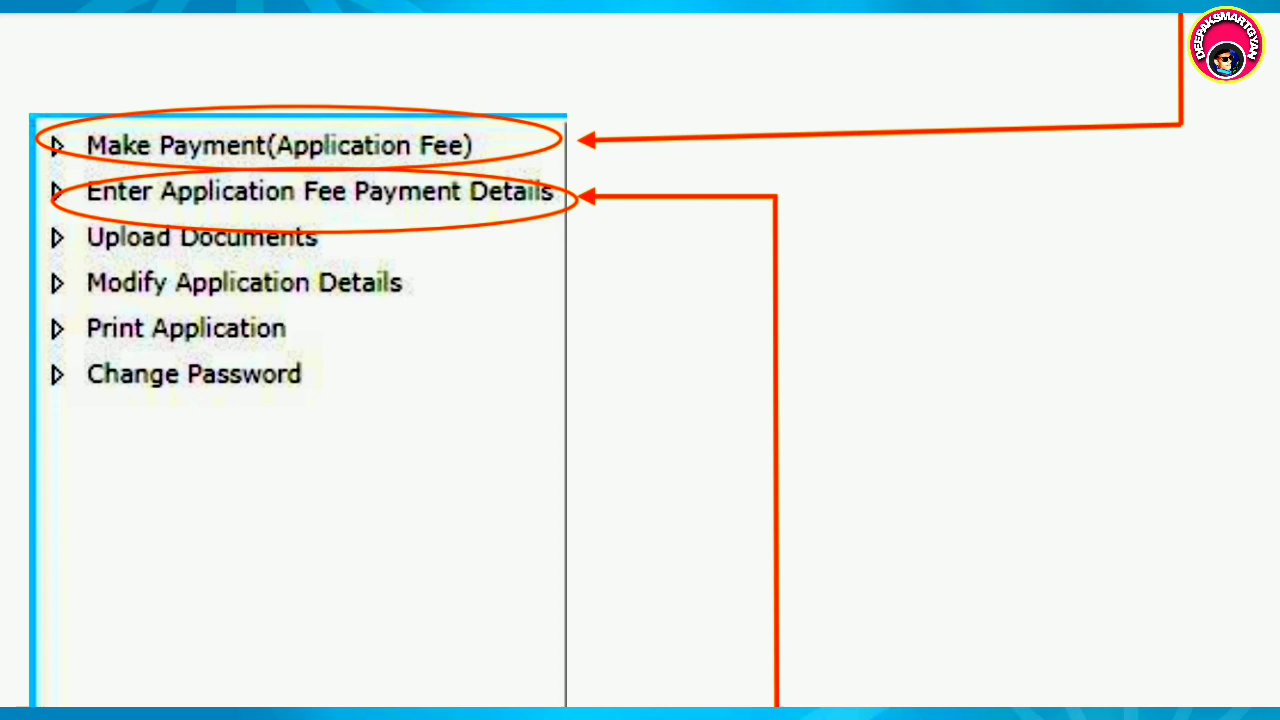 DEEPAKSMARTGYAN
Make Payment(Application Fee)
Enter Application Fee Payment Details
Upload Documents
Modify Application Details
Print Application
Change Password